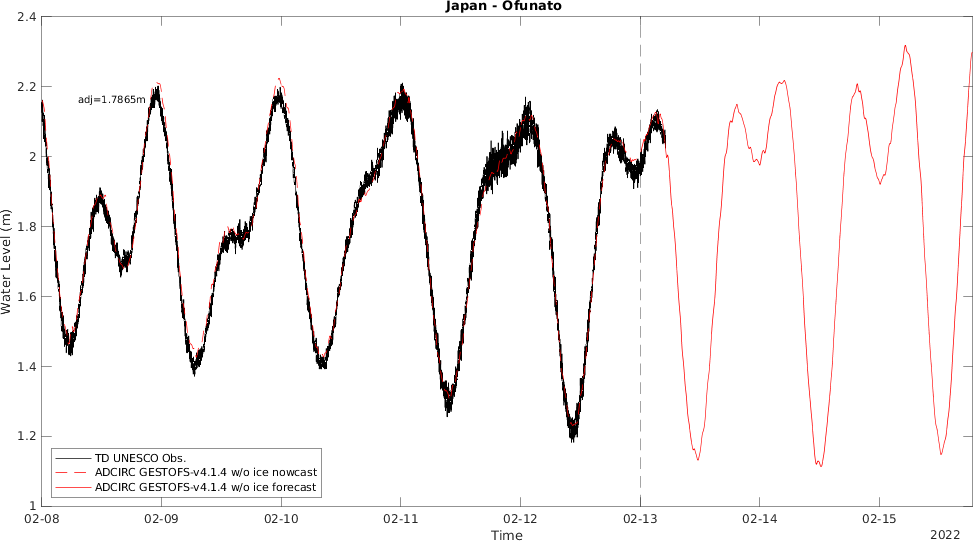 Japan - Ofunato
2.4
2.2
2
1.8
1.6
1.4
1.2
1
Water Level (m)
adj=1.7865m
TD UNESCO Obs.
ADCIRC GESTOFS-v4.1.4 w/o ice nowcast
ADCIRC GESTOFS-v4.1.4 w/o ice forecast
02-08 02-09 02-10 02-11 02-12 02-13 02-14 02-15
Time
2022